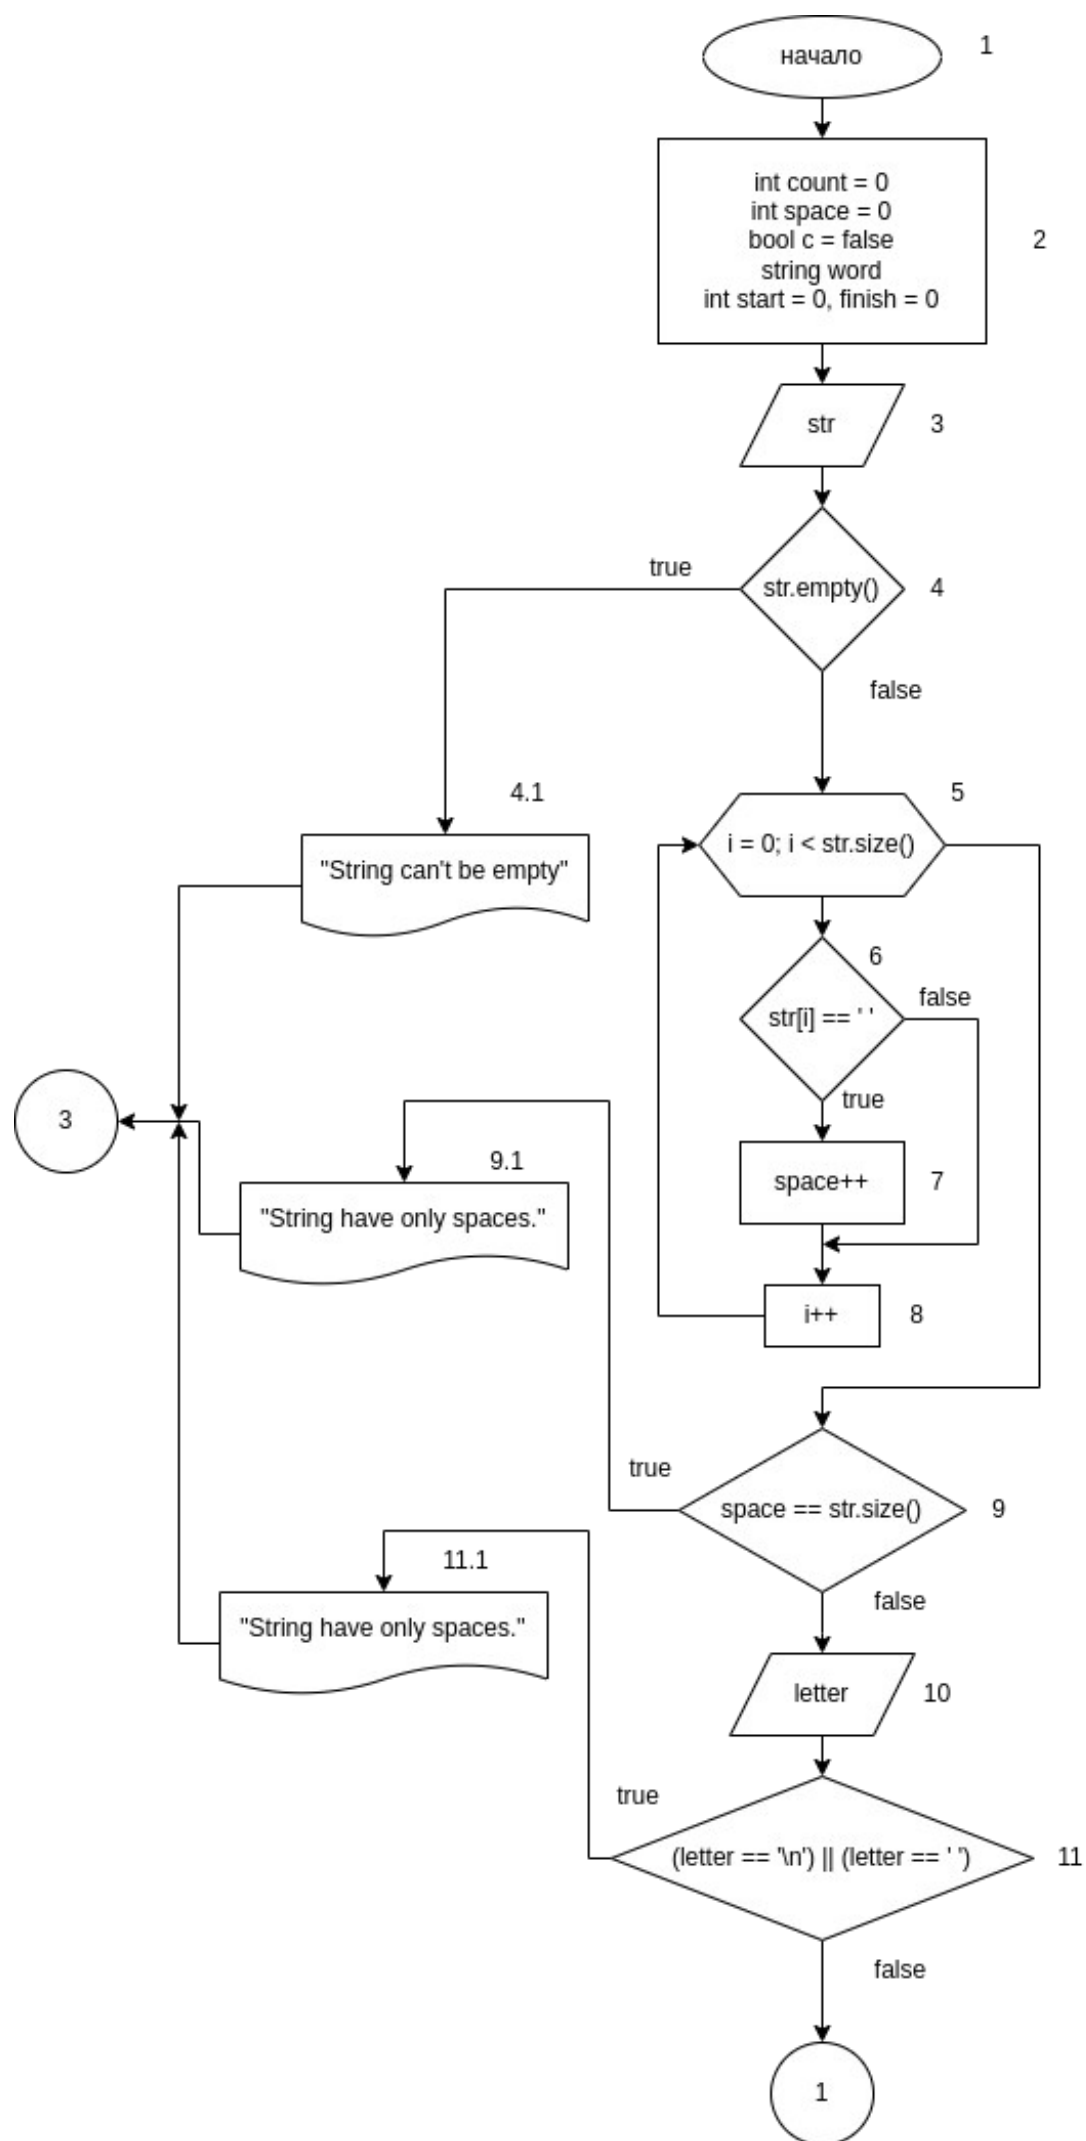 начало
1
int count = 0
int space = 0
bool c = false
string word
int start = 0, finish = 0
2
str
3
true
str.empty()
4
false
4.1
5
i = 0; i < str.size()
"String can't be empty"
6
str[i] == ' '
false
true
3
9.1
space++
7
"String have only spaces."
i++
8
true
space == str.size()
9
11.1
false
"String have only spaces."
letter
10
true
(letter == '\n') || (letter == ' ')
11
false
1